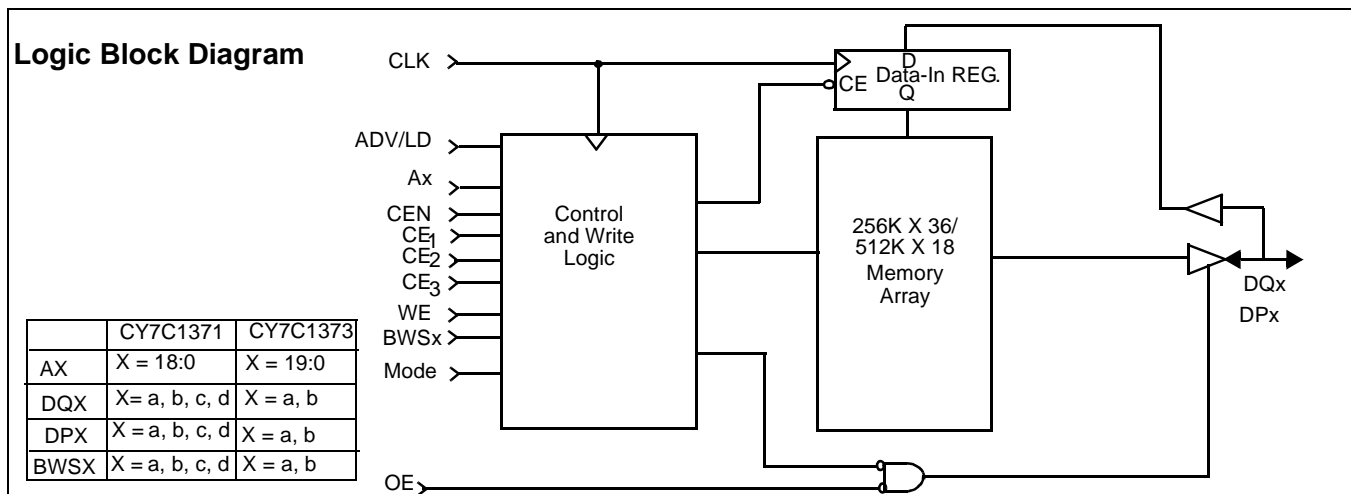 Logic Block Diagram
CLK
D
Data-In REG.
CE
Q
ADV/LD
Ax
CEN
CE1
CE2
CE3
WE
BWSx
Mode
Control
and Write
Logic
256K X 36/
512K X 18
Memory
Array
DQx
DPx
CY7C1371 CY7C1373
AX X = 18:0 X = 19:0
DQX X= a, b, c, d X = a, b
DPX X = a, b, c, d X = a, b
BWSX X = a, b, c, d X = a, b
OE